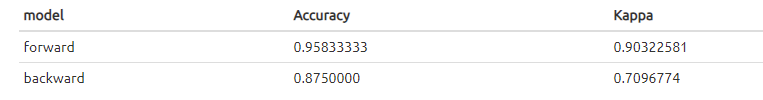 model Accuracy Kappa
forward 0.95833333 0.90322581
backward 0.8750000 0.7096774